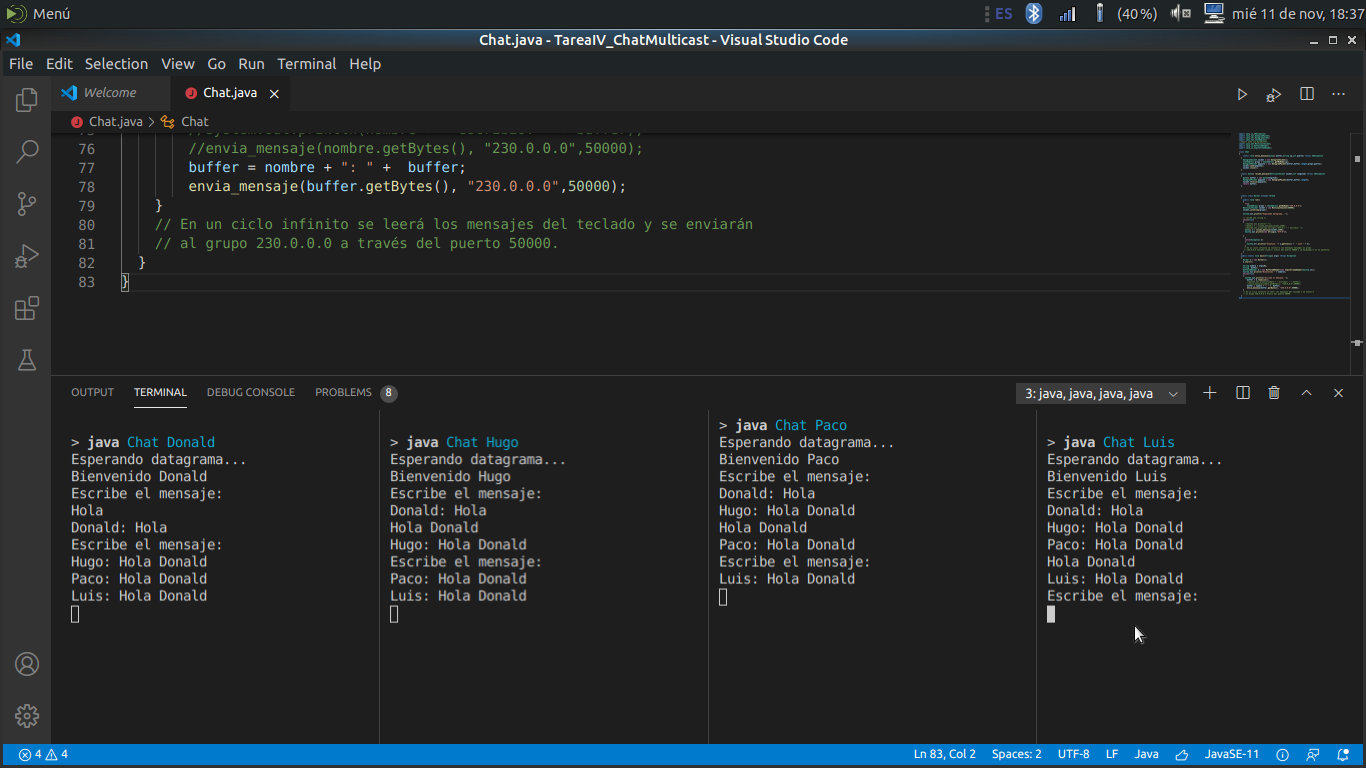 Menú
ES
(40%)
mié 11 de nov, 18:37
Chat.java - TareaIV_ChatMulticast - Visual Studio Code
File Edit Selection View Go Run Terminal Help
Welcome
Chat.java
Chat.java > Chat
76 //envia_mensaje(nombre.getBytes(), "230.0.0.0",50000);
77 buffer = nombre + ": " +  buffer;
78 envia_mensaje(buffer.getBytes(), "230.0.0.0",50000);
79 }
80 // En un ciclo infinito se leerá los mensajes del teclado y se enviarán
81 // al grupo 230.0.0.0 a través del puerto 50000.
82 }
83 }
OUTPUT TERMINAL DEBUG CONSOLE PROBLEMS 8
3: java, java, java, java
> java Chat Donald
Esperando datagrama...
Bienvenido Donald
Escribe el mensaje:
Hola
Donald: Hola
Escribe el mensaje:
Hugo: Hola Donald
Paco: Hola Donald
Luis: Hola Donald
> java Chat Hugo
Esperando datagrama...
Bienvenido Hugo
Escribe el mensaje:
Donald: Hola
Hola Donald
Hugo: Hola Donald
Escribe el mensaje:
Paco: Hola Donald
Luis: Hola Donald
> java Chat Paco
Esperando datagrama...
Bienvenido Paco
Escribe el mensaje:
Donald: Hola
Hugo: Hola Donald
Hola Donald
Paco: Hola Donald
Escribe el mensaje:
Luis: Hola Donald
> java Chat Luis
Esperando datagrama...
Bienvenido Luis
Escribe el mensaje:
Donald: Hola
Hugo: Hola Donald
Paco: Hola Donald
Hola Donald
Luis: Hola Donald
Escribe el mensaje:
4 4
Ln 83, Col 2 Spaces: 2 UTF-8 LF Java JavaSE-11